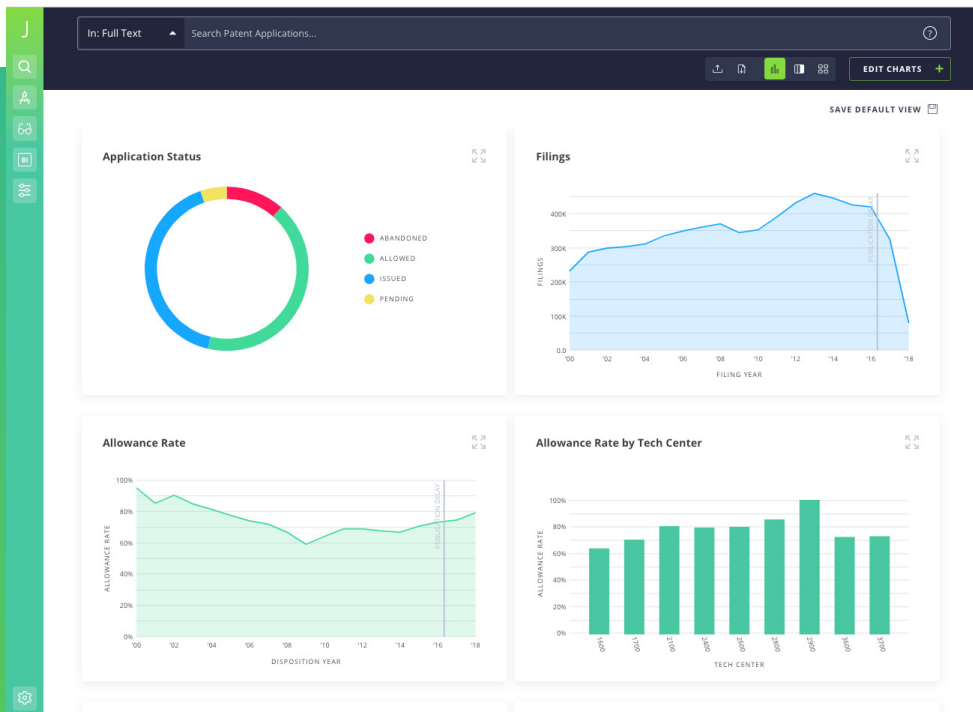 J
In: Full Text
Search Patent Applications...
?
EDIT CHARTS +
SAVE DEFAULT VIEW
BI
Application Status
ABANDONED
ALLOWED
ISSUED
PENDING
Filings
FILINGS
400K
300K
200K
100K
0.0
PUBLICATION DELAY
'00 '02 '04 '06 '08 '10 '12 '14 '16 '18
FILING YEAR
Allowance Rate
ALLOWANCE RATE
100%
80%
60%
40%
20%
0%
PUBLICATION DELAY
'00 '02 '04 '06 '08 '10 '12 '14 '16 '18
DISPOSITION YEAR
Allowance Rate by Tech Center
ALLOWANCE RATE
100%
80%
60%
40%
20%
0%
1600 1700 2100 2400 2600 2800 2900 3600 3700
TECH CENTER